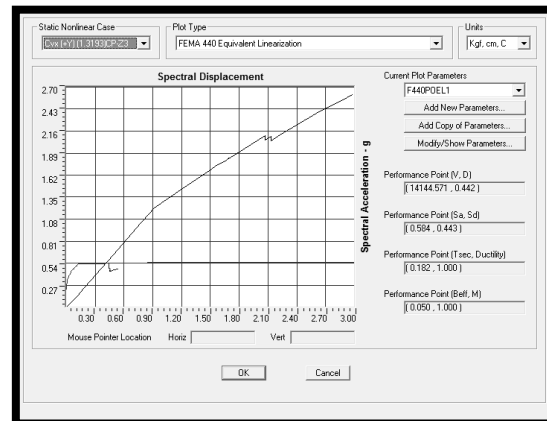 Static Nonlinear Case
Plot Type
Units
Cvx (+Y) (1.3193)CP-Z3
FEMA 440 Equivalent Linearization
Kgf, cm, C
Spectral Displacement
Current Plot Parameters
F440POEL1
Add New Parameters...
Add Copy of Parameters...
Modify/Show Parameters...
2.70
2.43
2.16
1.89
1.62
1.35
1.08
0.81
0.54
0.27
Spectral Acceleration - g
Performance Point (V, D)
( 14144.571 , 0.442 )
Performance Point (Sa, Sd)
( 0.584 , 0.443 )
Performance Point (Tsec, Ductility)
( 0.182 , 1.000 )
Performance Point (Beff, M)
( 0.050 , 1.000 )
0.30 0.60 0.90 1.20 1.50 1.80 2.10 2.40 2.70 3.00
Mouse Pointer Location Horiz Vert
OK Cancel